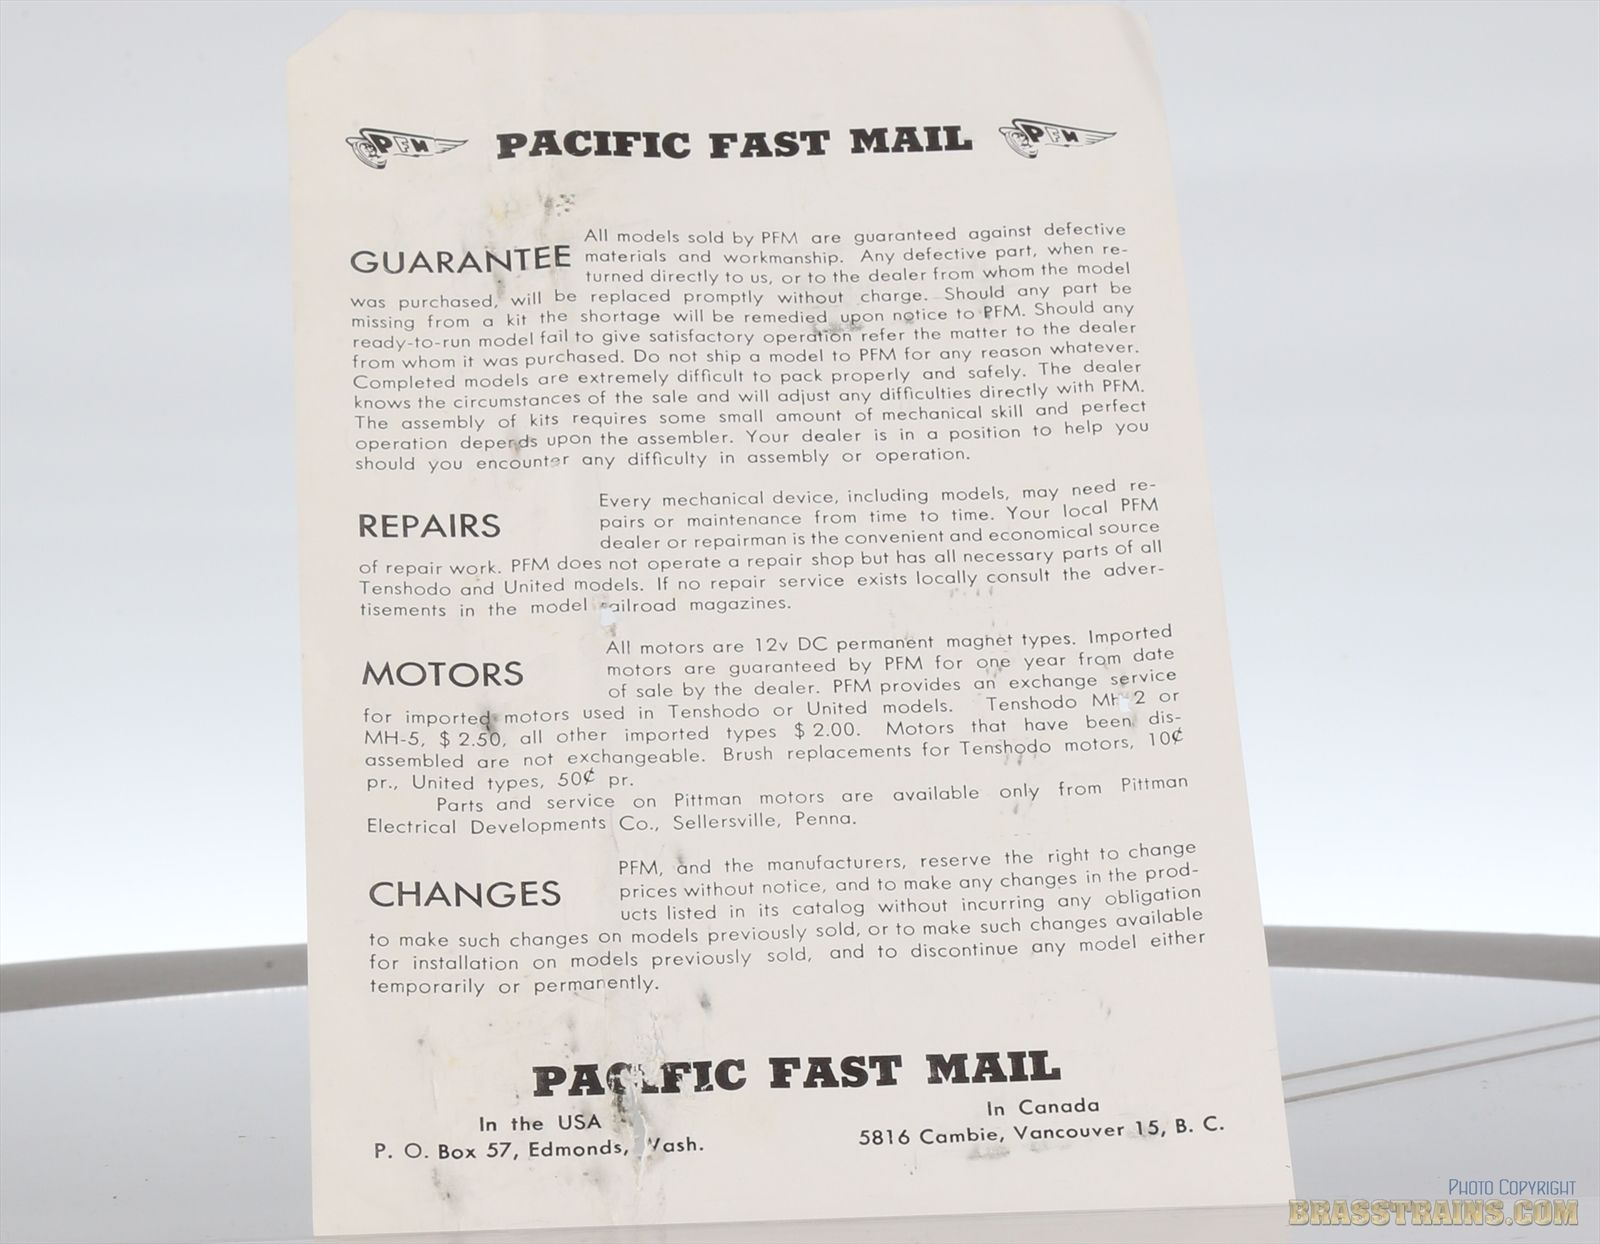 PFM PACIFIC FAST MAIL PFM
GUARANTEE All models sold by PFM are guaranteed against defective
materials and workmanship. Any defective part, when re-
turned directly to us, or to the dealer from whom the model
was purchased, will be replaced promptly without charge. Should any part be
missing from a kit the shortage will be remedied upon notice to PFM. Should any
ready-to-run model fail to give satisfactory operation refer the matter to the dealer
from whom it was purchased. Do not ship a model to PFM for any reason whatever.
Completed models are extremely difficult to pack properly and safely. The dealer
knows the circumstances of the sale and will adjust any difficulties directly with PFM.
The assembly of kits requires some small amount of mechanical skill and perfect
operation depends upon the assembler. Your dealer is in a position to help you
should you encounter any difficulty in assembly or operation.
REPAIRS Every mechanical device, including models, may need re-
pairs or maintenance from time to time. Your local PFM
dealer or repairman is the convenient and economical source
of repair work. PFM does not operate a repair shop but has all necessary parts of all
Tenshodo and United models. If no repair service exists locally consult the adver-
tisements in the model railroad magazines.
MOTORS All motors are 12v DC permanent magnet types. Imported
motors are guaranteed by PFM for one year from date
of sale by the dealer. PFM provides an exchange service
for imported motors used in Tenshodo or United models. Tenshodo or
MH-5, $ 2.50, all other imported types $ 2.00. Motors that have been dis-
assembled are not exchangeable. Brush replacements for Tenshodo motors, 10¢
pr., United types, 50¢ pr.
Parts and service on Pittman motors are available only from Pittman
Electrical Developments Co., Sellersville, Penna.
CHANGES PFM, and the manufacturers, reserve the right to change
prices without notice, and to make any changes in the prod-
ucts listed in its catalog without incurring any obligation
to make such changes on models previously sold, or to make such changes available
for installation on models previously sold, and to discontinue any model either
temporarily or permanently.
PACIFIC FAST MAIL
In the USA
P. O. Box 57, Edmonds, Wash.
In Canada
5816 Cambie, Vancouver 15, B. C.
PHOTO COPYRIGHT
BRASSTRAINS.COM